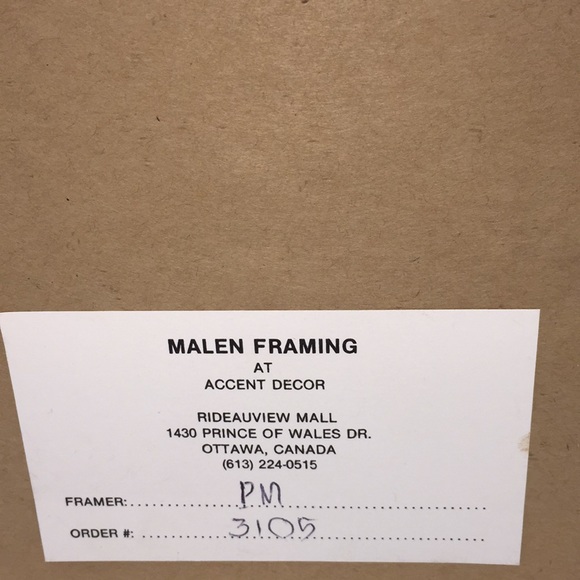 MALEN FRAMING
AT
ACCENT DECOR
RIDEAUVIEW MALL
1430 PRINCE OF WALES DR.
OTTAWA, CANADA
(613) 224-0515
FRAMER: PM
ORDER #: 3105